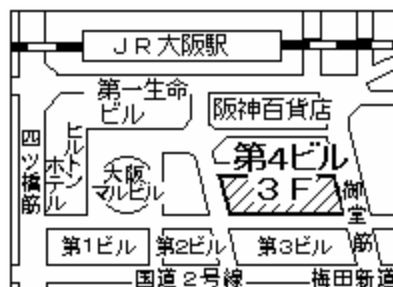 JR大阪駅
第一生命
ビル
阪神百貨店
四ツ橋筋
ヒルトン
ホテル
大阪
マルビル
第4ビル
3F
御堂筋
第1ビル
第2ビル
第3ビル
国道2号線
梅田新道